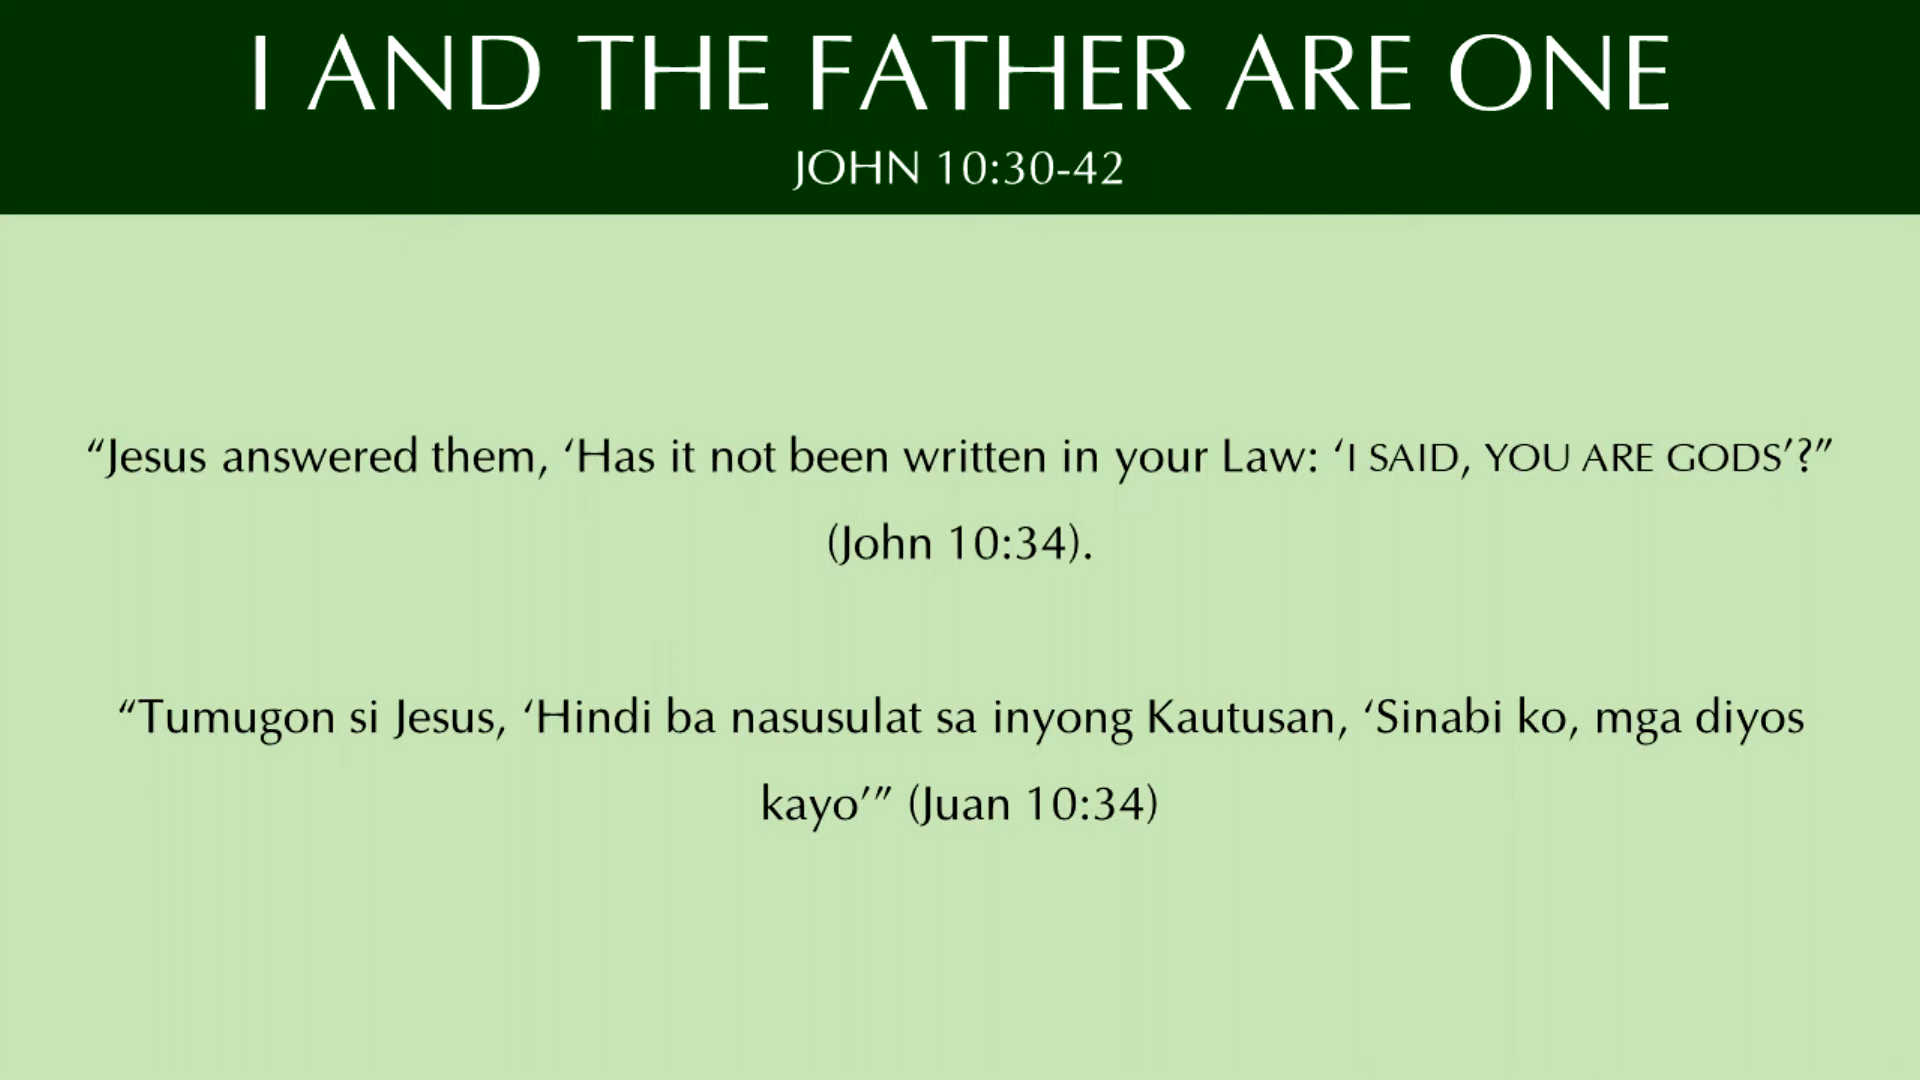 I AND THE FATHER ARE ONE
JOHN 10:30-42
“Jesus answered them, ‘Has it not been written in your Law: ‘I SAID, YOU ARE GODS’?”
(John 10:34).
“Tumugon si Jesus, ‘Hindi ba nasusulat sa inyong Kautusan, ‘Sinabi ko, mga diyos
kayo’” (Juan 10:34)